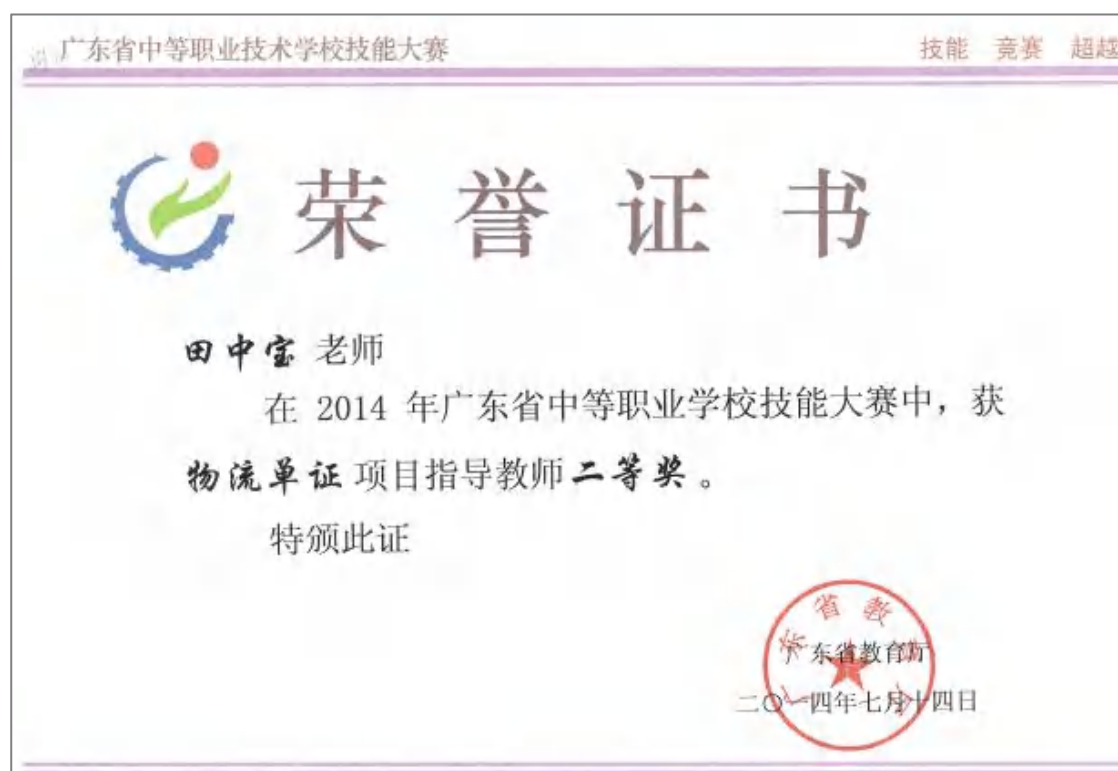 广东省中等职业技术学校技能大赛
技能 竞赛 超越
荣誉证书
田中宝 老师
在 2014 年广东省中等职业学校技能大赛中，获
物流单证 项目指导教师 二等奖。
特颁此证
广东省教育厅
二〇一四年七月十四日